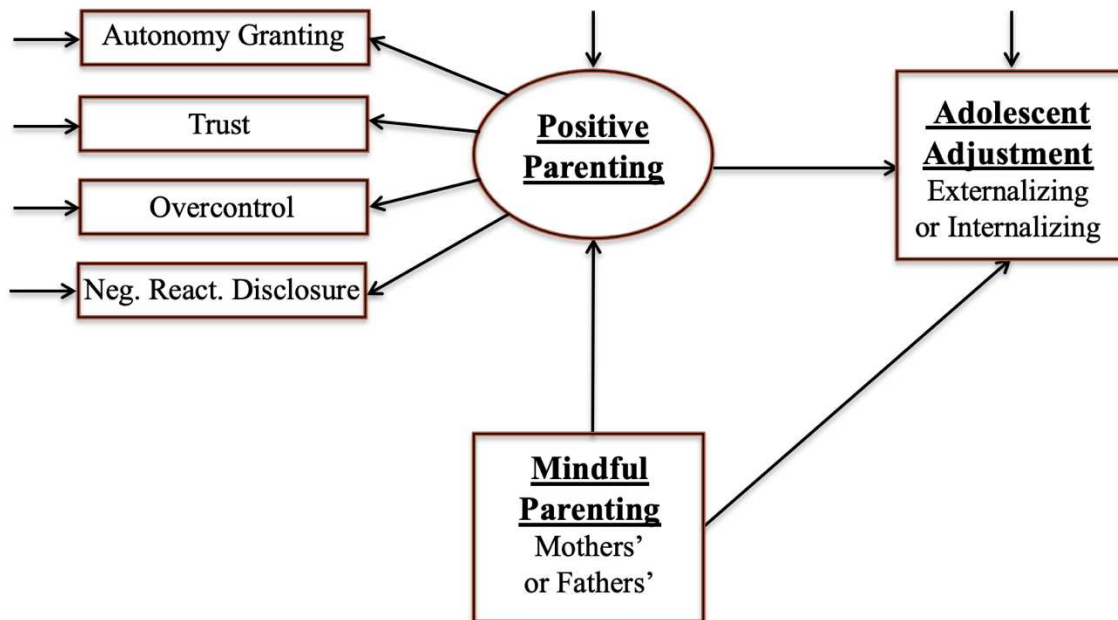 Autonomy Granting
Trust
Overcontrol
Neg. React. Disclosure
Positive
Parenting
Adolescent
Adjustment
Externalizing
or Internalizing
Mindful
Parenting
Mothers’
or Fathers’